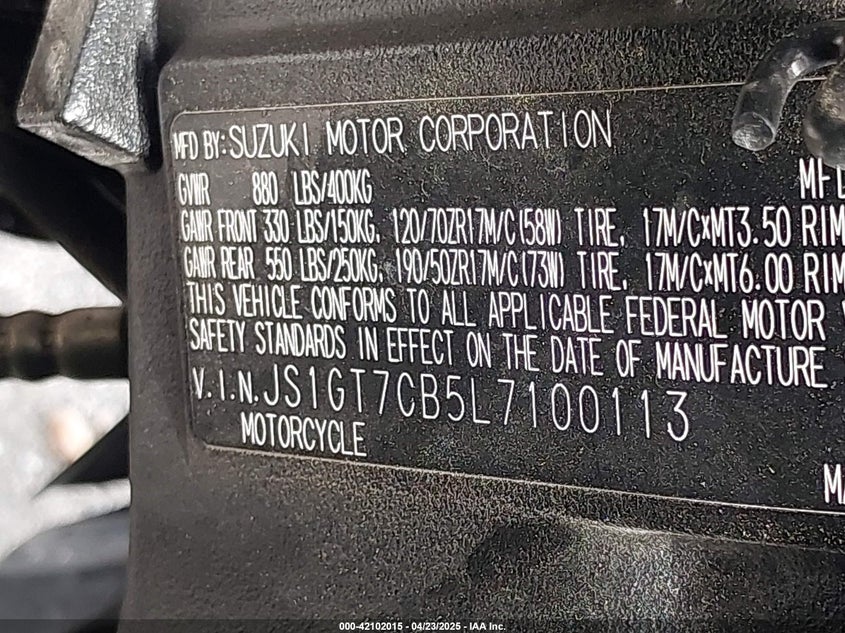 MFD BY: SUZUKI MOTOR CORPORATION
MFD
GVWR 880 LBS/400KG
GAWR FRONT 330 LBS/150KG, 120/70ZR17M/C(58W) TIRE, 17M/C×MT3.50 RIM
GAWR REAR 550 LBS/250KG, 190/50ZR17M/C(73W) TIRE, 17M/C×MT6.00 RIM
THIS VEHICLE CONFORMS TO ALL APPLICABLE FEDERAL MOTOR
SAFETY STANDARDS IN EFFECT ON THE DATE OF MANUFACTURE
V.I.N. JS1GT7CB5L7100113
MOTORCYCLE
000-42102015 - 04/23/2025 - IAA Inc.